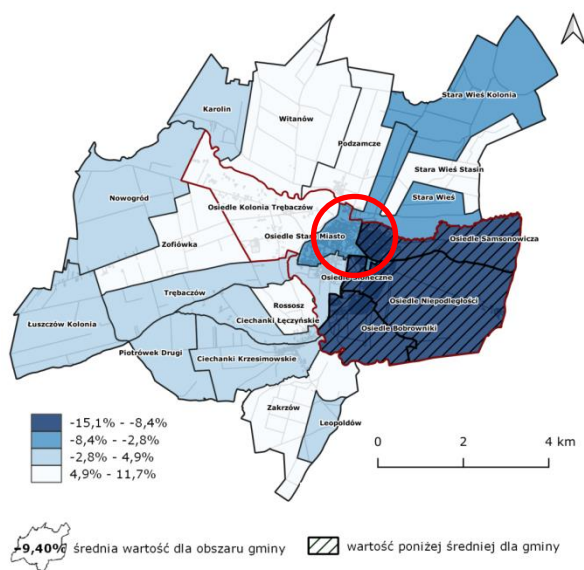 Karolin
Witanów
Stara Wieś Kolonia
Podzamcze
Stara Wieś Stasin
Nowogród
Osiedle Kolonia Trębaczów
Stara Wieś
Zofiówka
Osiedle Stare Miasto
Osiedle Samsonowicza
Osiedle Słoneczne
Trębaczów
Osiedle Niepodległości
Rossosz
Łuszczów Kolonia
Ciechanki Łęczyńskie
Osiedle Bobrowniki
Piotrówek Drugi
Ciechanki Krzesimowskie
Zakrzów
Leopoldów
-15,1% - -8,4%
-8,4% - -2,8%
-2,8% - 4,9%
4,9% - 11,7%
0 2 4 km
-9,40% średnia wartość dla obszaru gminy
wartość poniżej średniej dla gminy